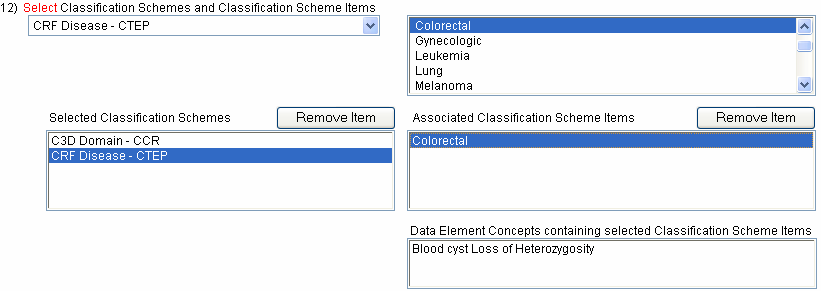 12) Select Classification Schemes and Classification Scheme Items
CRF Disease - CTEP
Colorectal
Gynecologic
Leukemia
Lung
Melanoma
Selected Classification Schemes
Remove Item
C3D Domain - CCR
CRF Disease - CTEP
Associated Classification Scheme Items
Remove Item
Colorectal
Data Element Concepts containing selected Classification Scheme Items
Blood cyst Loss of Heterozygosity